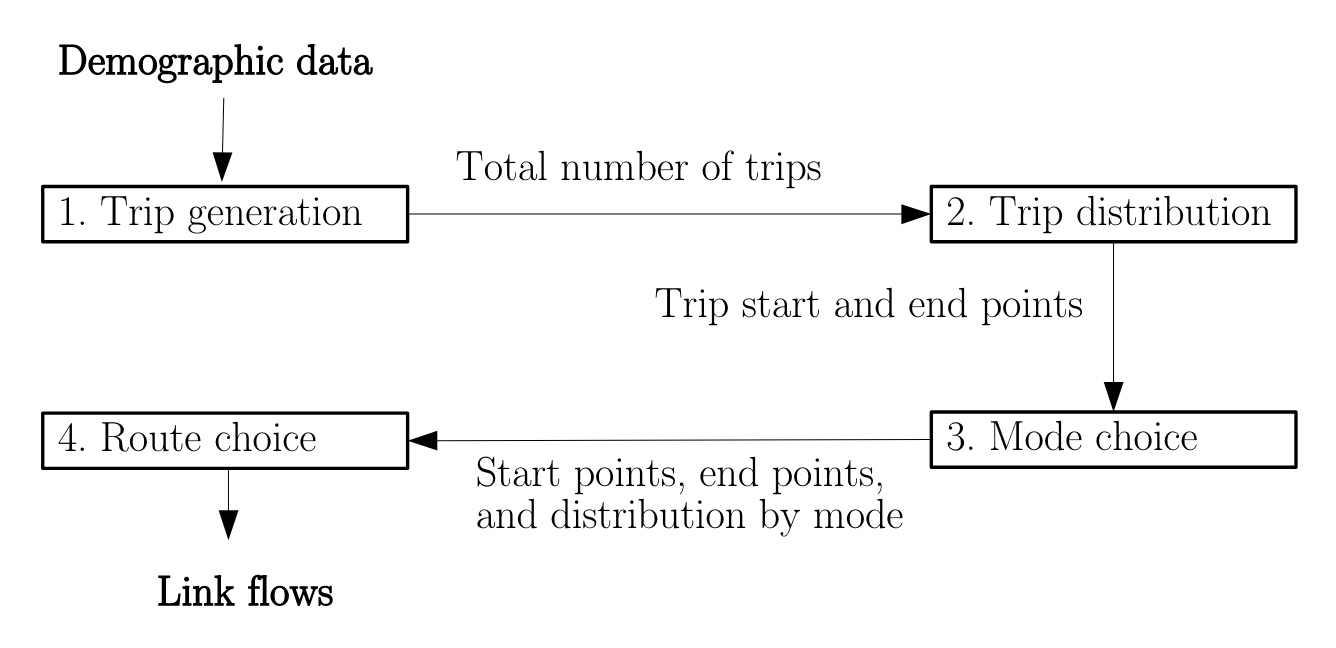 Demographic data
Total number of trips
1. Trip generation
2. Trip distribution
Trip start and end points
4. Route choice
3. Mode choice
Start points, end points,
and distribution by mode
Link flows